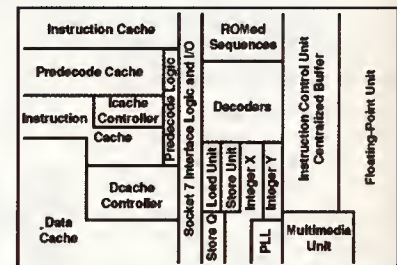 Instruction Cache
Predecode Cache
Instruction
Cache
Icache
Controller
Predecode Logic
Dcache
Controller
Data
Cache
Socket 7 Interface Logic and I/O
ROMed
Sequences
Decoders
Load Unit
Store Unit
Integer X
Integer Y
Store Q
PLL
Instruction Control Unit
Centralized Buffer
Multimedia
Unit
Floating-Point Unit